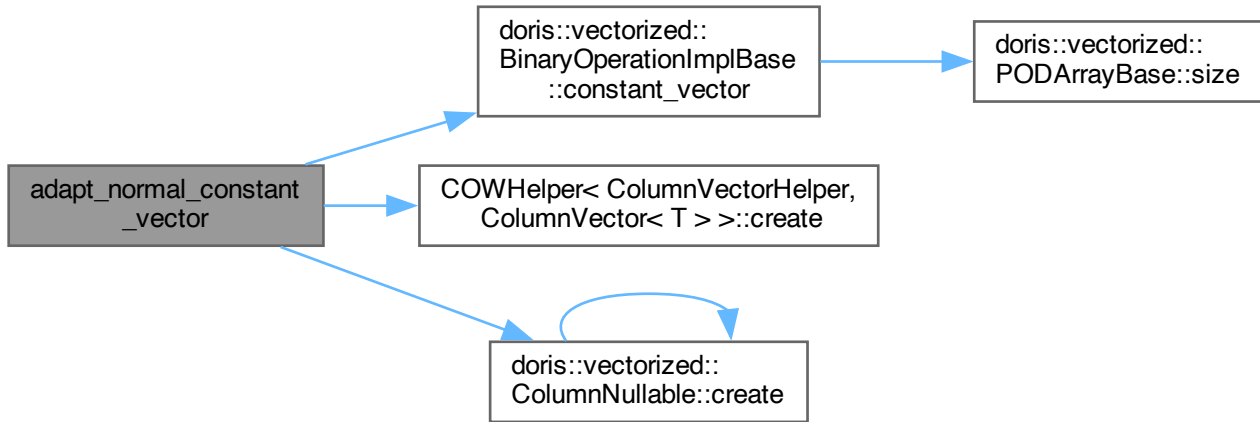 doris::vectorized::
BinaryOperationImplBase
::constant_vector
doris::vectorized::
PODArrayBase::size
adapt_normal_constant
_vector
COWHelper< ColumnVectorHelper,
ColumnVector< T > >::create
doris::vectorized::
ColumnNullable::create